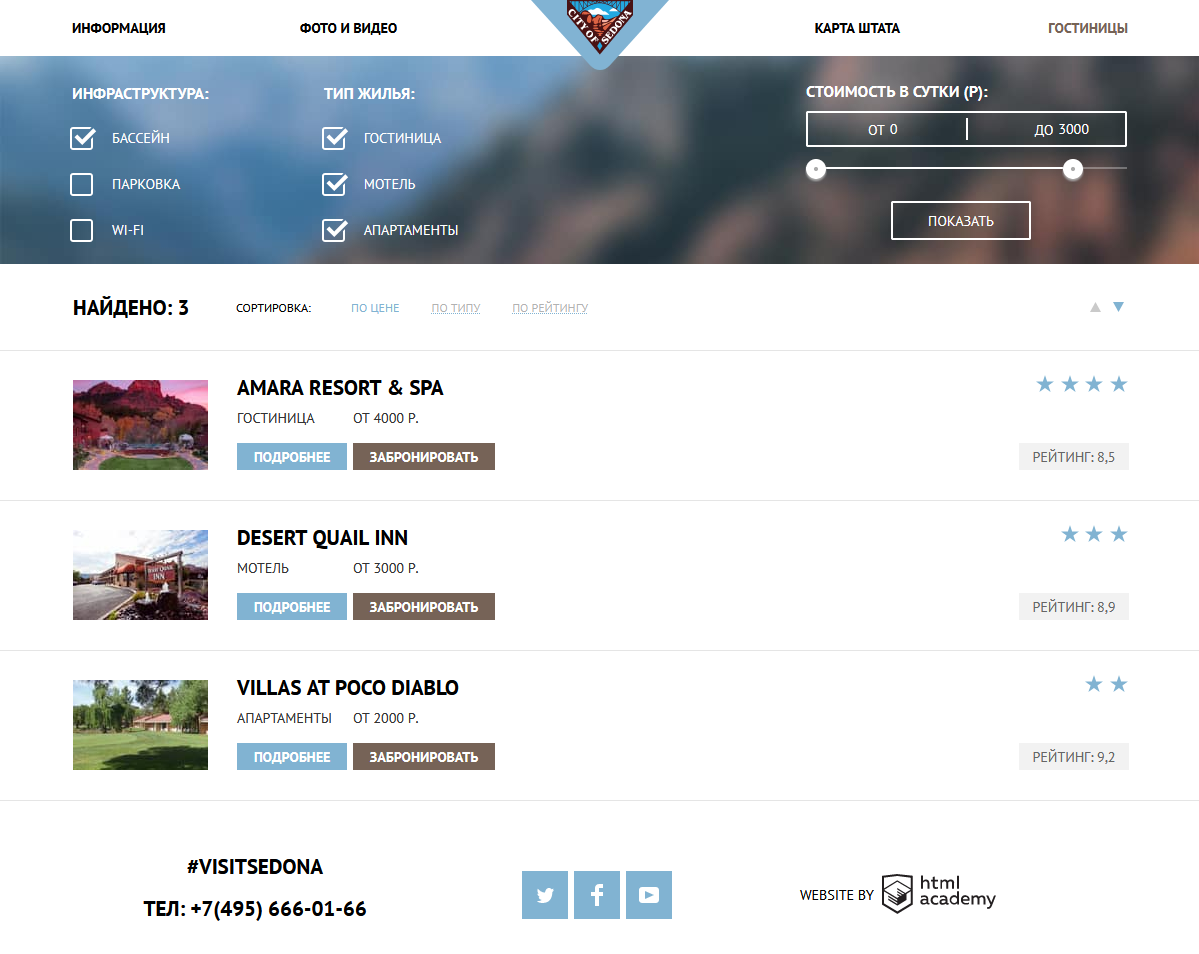 ИНФОРМАЦИЯ ФОТО И ВИДЕО КАРТА ШТАТА ГОСТИНИЦЫ
CITY OF SEDONA
ИНФРАСТРУКТУРА: ТИП ЖИЛЬЯ: СТОИМОСТЬ В СУТКИ (Р):
БАССЕЙН ГОСТИНИЦА ОТ 0 ДО 3000
ПАРКОВКА МОТЕЛЬ
WI-FI АПАРТАМЕНТЫ ПОКАЗАТЬ
НАЙДЕНО: 3 СОРТИРОВКА: ПО ЦЕНЕ ПО ТИПУ ПО РЕЙТИНГУ
AMARA RESORT & SPA
ГОСТИНИЦА ОТ 4000 Р.
ПОДРОБНЕЕ ЗАБРОНИРОВАТЬ РЕЙТИНГ: 8,5
DESERT QUAIL INN
МОТЕЛЬ ОТ 3000 Р.
INN
ПОДРОБНЕЕ ЗАБРОНИРОВАТЬ РЕЙТИНГ: 8,9
VILLAS AT POCO DIABLO
АПАРТАМЕНТЫ ОТ 2000 Р.
ПОДРОБНЕЕ ЗАБРОНИРОВАТЬ РЕЙТИНГ: 9,2
#VISITSEDONA
ТЕЛ: +7(495) 666-01-66
WEBSITE BY html academy